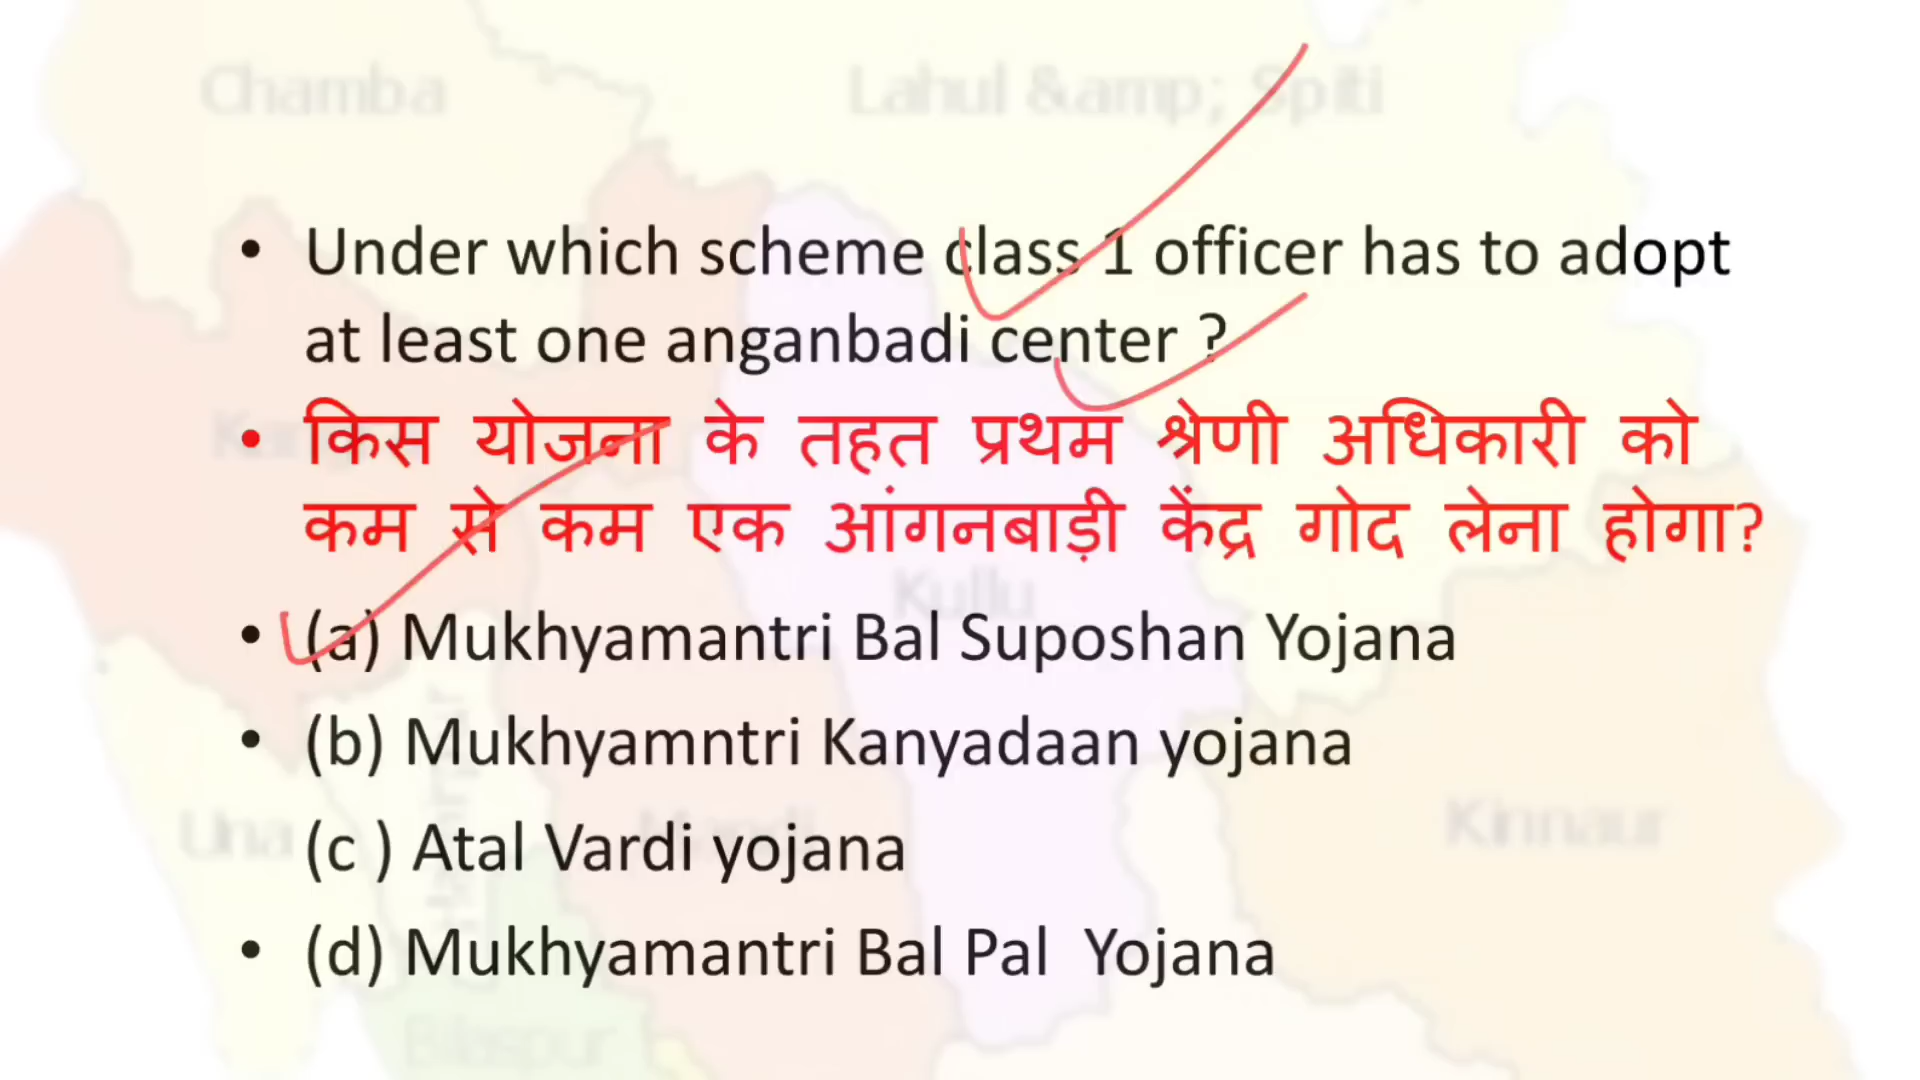 Chamba
Lahul &amp; Spiti
• Under which scheme class 1 officer has to adopt
at least one anganbadi center ?
• किस योजना के तहत प्रथम श्रेणी अधिकारी को
कम से कम एक आंगनबाड़ी केंद्र गोद लेना होगा?
Kullu
• (a) Mukhyamantri Bal Suposhan Yojana
• (b) Mukhyamntri Kanyadaan yojana
Una
Mandi
Kinnaur
(c ) Atal Vardi yojana
• (d) Mukhyamantri Bal Pal Yojana
Bilaspur